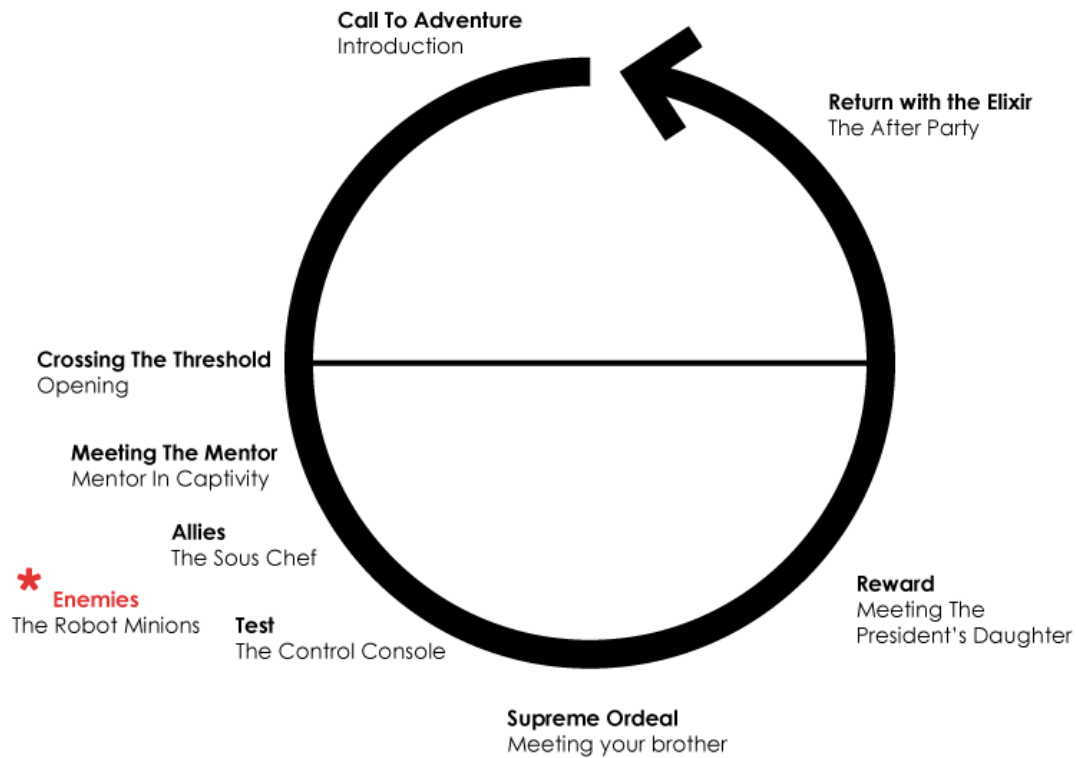 Call To Adventure
Introduction
Return with the Elixir
The After Party
Crossing The Threshold
Opening
Meeting The Mentor
Mentor In Captivity
Allies
The Sous Chef
* Enemies
The Robot Minions
Test
The Control Console
Reward
Meeting The
President's Daughter
Supreme Ordeal
Meeting your brother